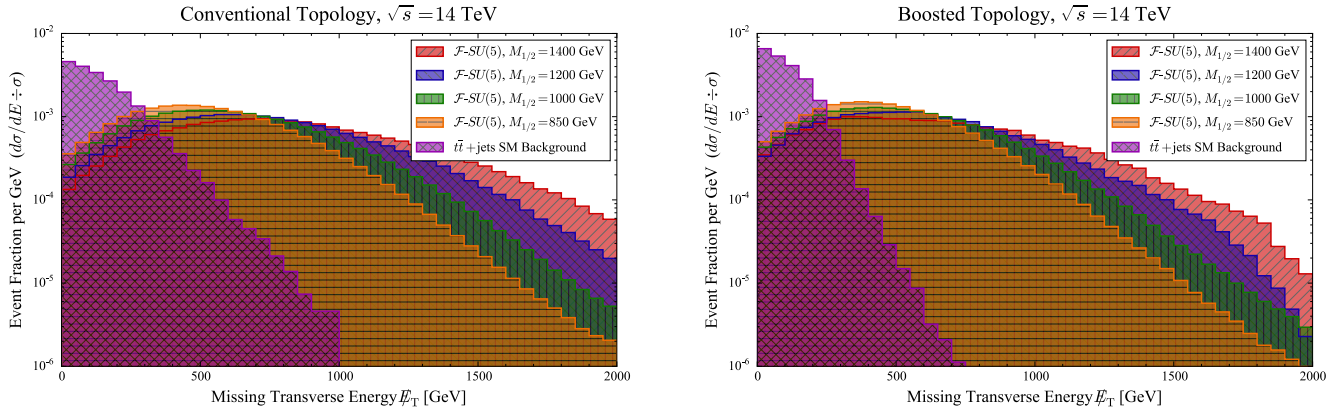 Conventional Topology, √s = 14 TeV
Event Fraction per GeV (dσ/dE ÷ σ)
10⁻²
10⁻³
10⁻⁴
10⁻⁵
10⁻⁶
ℱ-SU(5), M₁/₂ = 1400 GeV
ℱ-SU(5), M₁/₂ = 1200 GeV
ℱ-SU(5), M₁/₂ = 1000 GeV
ℱ-SU(5), M₁/₂ = 850 GeV
tt̄ + jets SM Background
0 500 1000 1500 2000
Missing Transverse Energy E̸_T [GeV]
Boosted Topology, √s = 14 TeV
Event Fraction per GeV (dσ/dE ÷ σ)
10⁻²
10⁻³
10⁻⁴
10⁻⁵
10⁻⁶
ℱ-SU(5), M₁/₂ = 1400 GeV
ℱ-SU(5), M₁/₂ = 1200 GeV
ℱ-SU(5), M₁/₂ = 1000 GeV
ℱ-SU(5), M₁/₂ = 850 GeV
tt̄ + jets SM Background
0 500 1000 1500 2000
Missing Transverse Energy E̸_T [GeV]